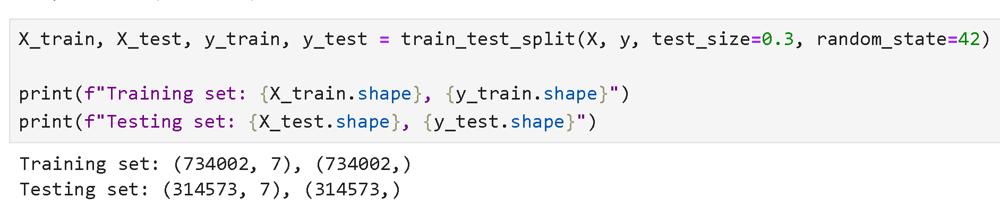 X_train, X_test, y_train, y_test = train_test_split(X, y, test_size=0.3, random_state=42)
print(f"Training set: {X_train.shape}, {y_train.shape}")
print(f"Testing set: {X_test.shape}, {y_test.shape}")
Training set: (734002, 7), (734002,)
Testing set: (314573, 7), (314573,)